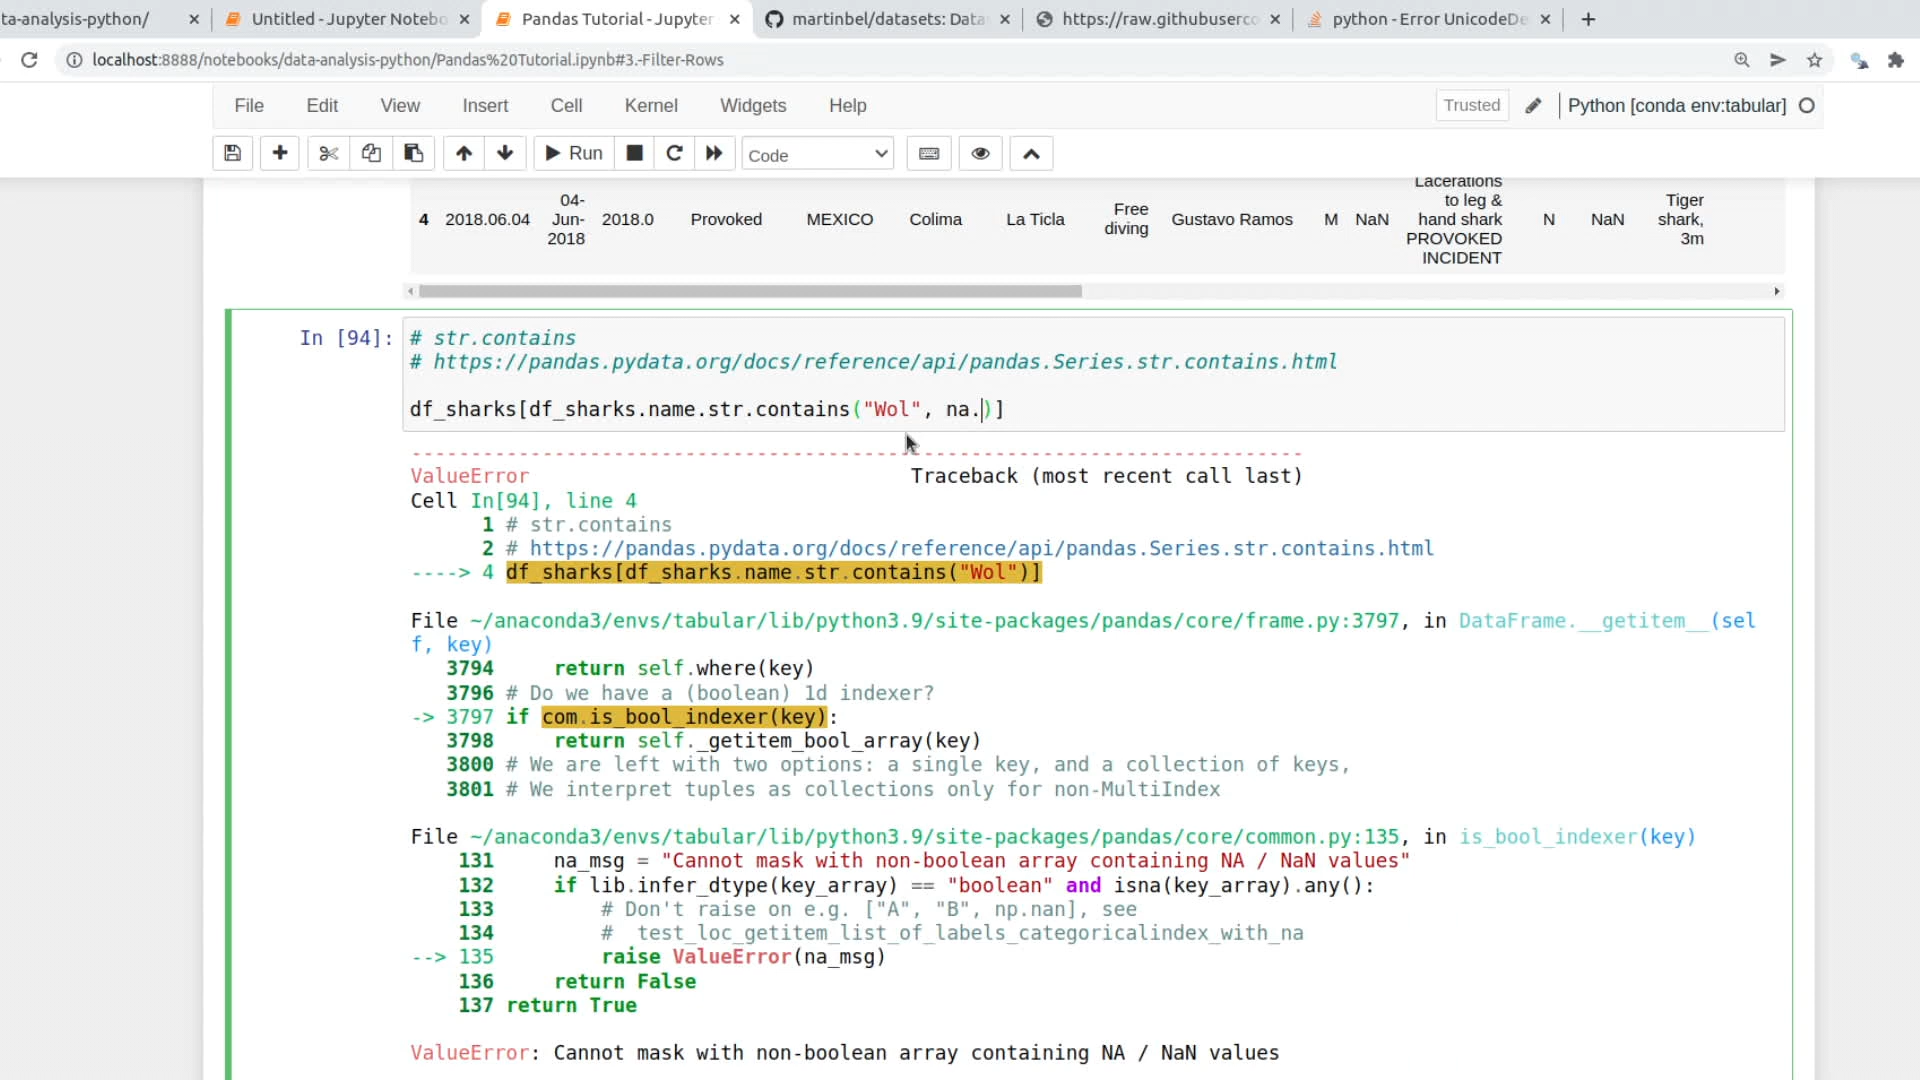 ta-analysis-python/
Untitled - Jupyter Notebo
Pandas Tutorial - Jupyter
martinbel/datasets: Data
https://raw.githubuserco
python - Error UnicodeDe
localhost:8888/notebooks/data-analysis-python/Pandas%20Tutorial.ipynb#3.-Filter-Rows
File Edit View Insert Cell Kernel Widgets Help
Trusted
Python [conda env:tabular]
Run
Code
4 2018.06.04 04-Jun-2018 2018.0 Provoked MEXICO Colima La Ticla Free diving Gustavo Ramos M NaN Lacerations to leg & hand shark PROVOKED INCIDENT N NaN Tiger shark, 3m
In [94]:
# str.contains
# https://pandas.pydata.org/docs/reference/api/pandas.Series.str.contains.html
df_sharks[df_sharks.name.str.contains("Wol", na.)]
---------------------------------------------------------------------------
ValueError Traceback (most recent call last)
Cell In[94], line 4
1 # str.contains
2 # https://pandas.pydata.org/docs/reference/api/pandas.Series.str.contains.html
----> 4 df_sharks[df_sharks.name.str.contains("Wol")]
File ~/anaconda3/envs/tabular/lib/python3.9/site-packages/pandas/core/frame.py:3797, in DataFrame.__getitem__(sel
f, key)
3794 return self.where(key)
3796 # Do we have a (boolean) 1d indexer?
-> 3797 if com.is_bool_indexer(key):
3798 return self._getitem_bool_array(key)
3800 # We are left with two options: a single key, and a collection of keys,
3801 # We interpret tuples as collections only for non-MultiIndex
File ~/anaconda3/envs/tabular/lib/python3.9/site-packages/pandas/core/common.py:135, in is_bool_indexer(key)
131 na_msg = "Cannot mask with non-boolean array containing NA / NaN values"
132 if lib.infer_dtype(key_array) == "boolean" and isna(key_array).any():
133 # Don't raise on e.g. ["A", "B", np.nan], see
134 #  test_loc_getitem_list_of_labels_categoricalindex_with_na
--> 135 raise ValueError(na_msg)
136 return False
137 return True
ValueError: Cannot mask with non-boolean array containing NA / NaN values